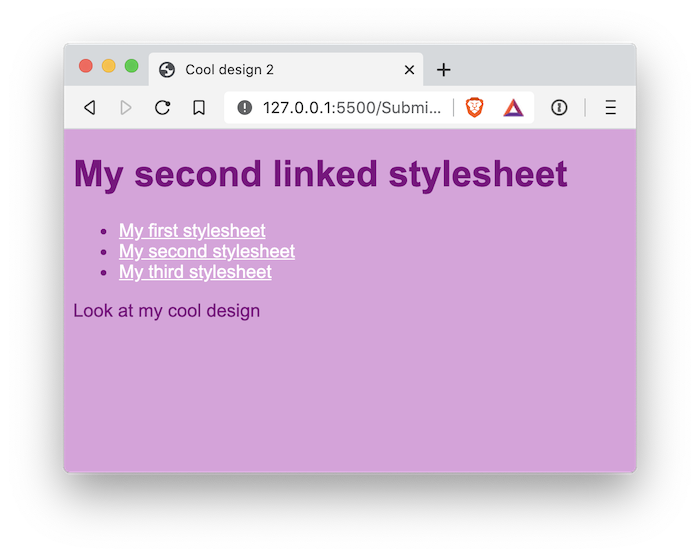 Cool design 2
127.0.0.1:5500/Submi...
My second linked stylesheet
My first stylesheet
My second stylesheet
My third stylesheet
Look at my cool design